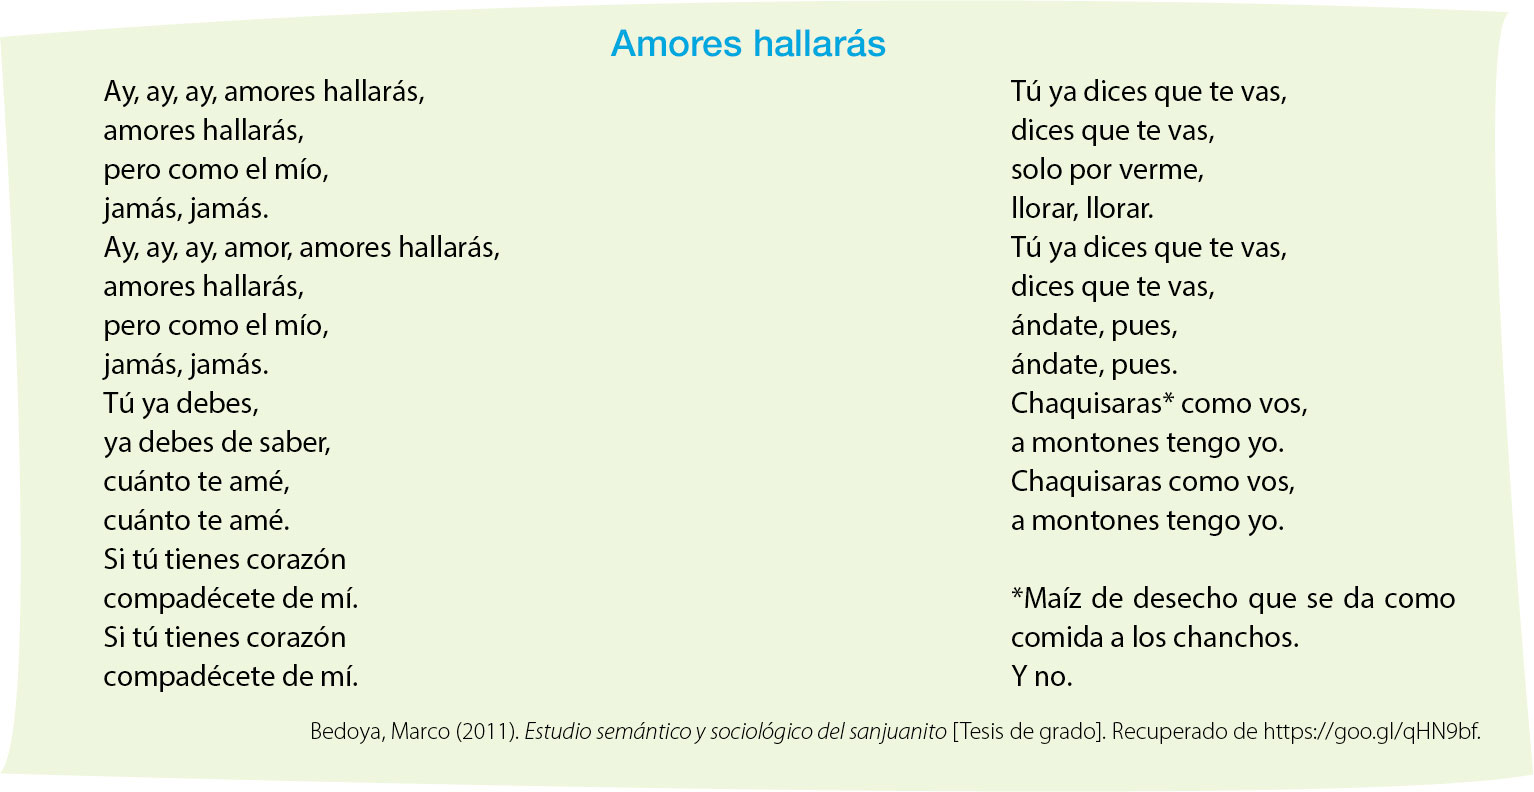 Amores hallarás
Ay, ay, ay, amores hallarás,
amores hallarás,
pero como el mío,
jamás, jamás.
Ay, ay, ay, amor, amores hallarás,
amores hallarás,
pero como el mío,
jamás, jamás.
Tú ya debes,
ya debes de saber,
cuánto te amé,
cuánto te amé.
Si tú tienes corazón
compadécete de mí.
Si tú tienes corazón
compadécete de mí.
Tú ya dices que te vas,
dices que te vas,
solo por verme,
llorar, llorar.
Tú ya dices que te vas,
dices que te vas,
ándate, pues,
ándate, pues.
Chaquisaras* como vos,
a montones tengo yo.
Chaquisaras como vos,
a montones tengo yo.
*Maíz de desecho que se da como
comida a los chanchos.
Y no.
Bedoya, Marco (2011). Estudio semántico y sociológico del sanjuanito [Tesis de grado]. Recuperado de https://goo.gl/qHN9bf.